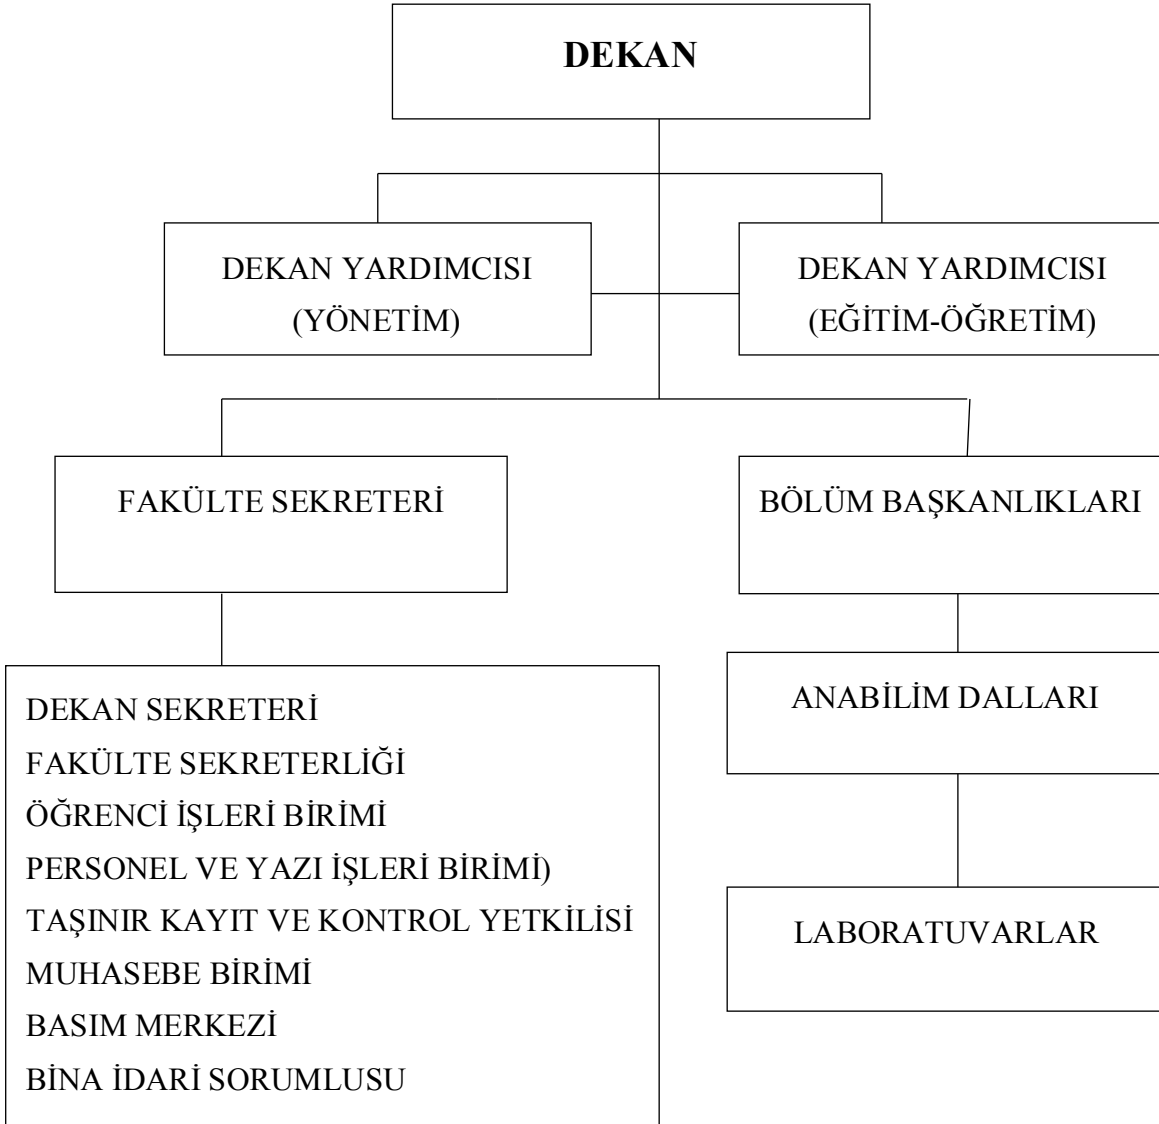 DEKAN
DEKAN YARDIMCISI
(YÖNETİM)
DEKAN YARDIMCISI
(EĞİTİM-ÖĞRETİM)
FAKÜLTE SEKRETERİ
BÖLÜM BAŞKANLIKLARI
DEKAN SEKRETERİ
FAKÜLTE SEKRETERLİĞİ
ÖĞRENCİ İŞLERİ BİRİMİ
PERSONEL VE YAZI İŞLERİ BİRİMİ)
TAŞINIR KAYIT VE KONTROL YETKİLİSİ
MUHASEBE BİRİMİ
BASIM MERKEZİ
BİNA İDARİ SORUMLUSU
ANABİLİM DALLARI
LABORATUVARLAR